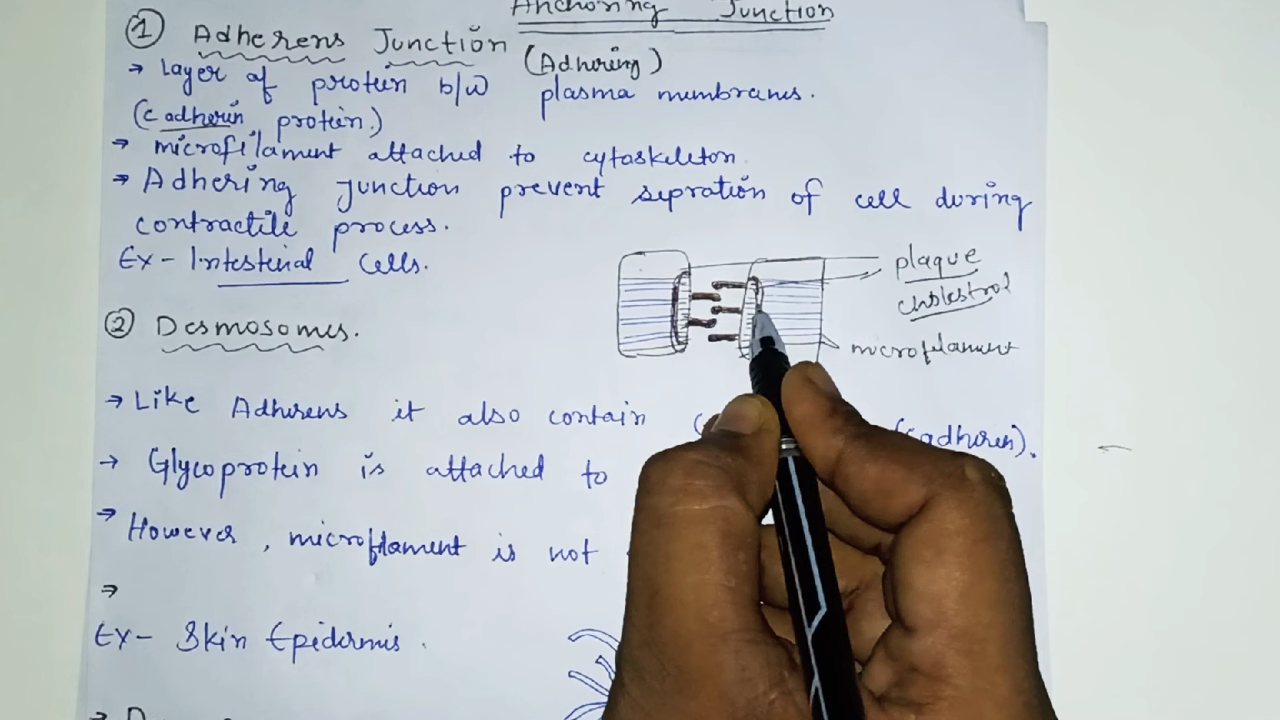 Anchoring Junction
① Adherens Junction (Adhering)
→ Layer of protein b/w plasma membranes.
(Cadherin protein.)
→ microfilament attached to cytaskeleton
→ Adhering junction prevent sepration of cell during
contractile process.
Ex - Intestenial Cells.
plaque
cholestrol
microfilament
② Desmosomes.
→ Like Adherens it also contain (cadherin).
→ Glycoprotein is attached to
→ However, microfilament is not
→
Ex - Skin Epidermis.
→